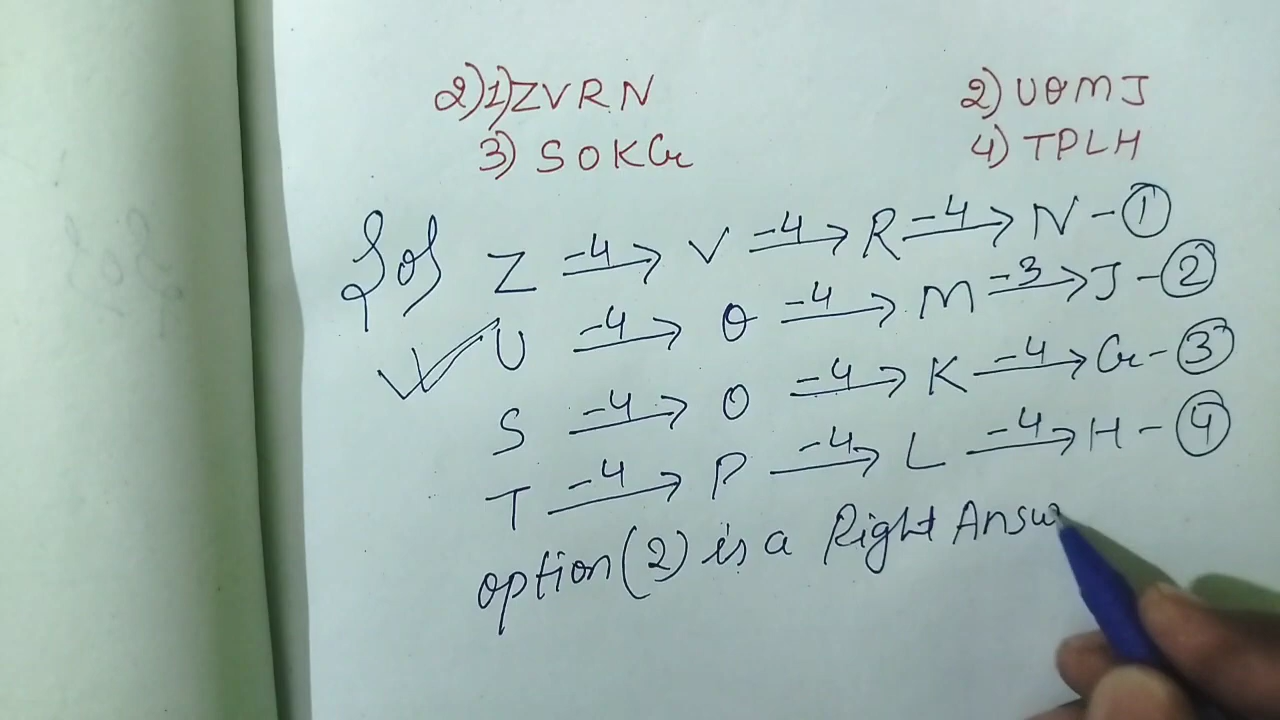 2) 1) ZVRN 2) UQMJ
3) SOKG 4) TPLH
Sol Z -4→ V -4→ R -4→ N - ①
U -4→ Q -4→ M -3→ J - ②
S -4→ O -4→ K -4→ G - ③
T -4→ P -4→ L -4→ H - ④
option (2) is a Right Answ